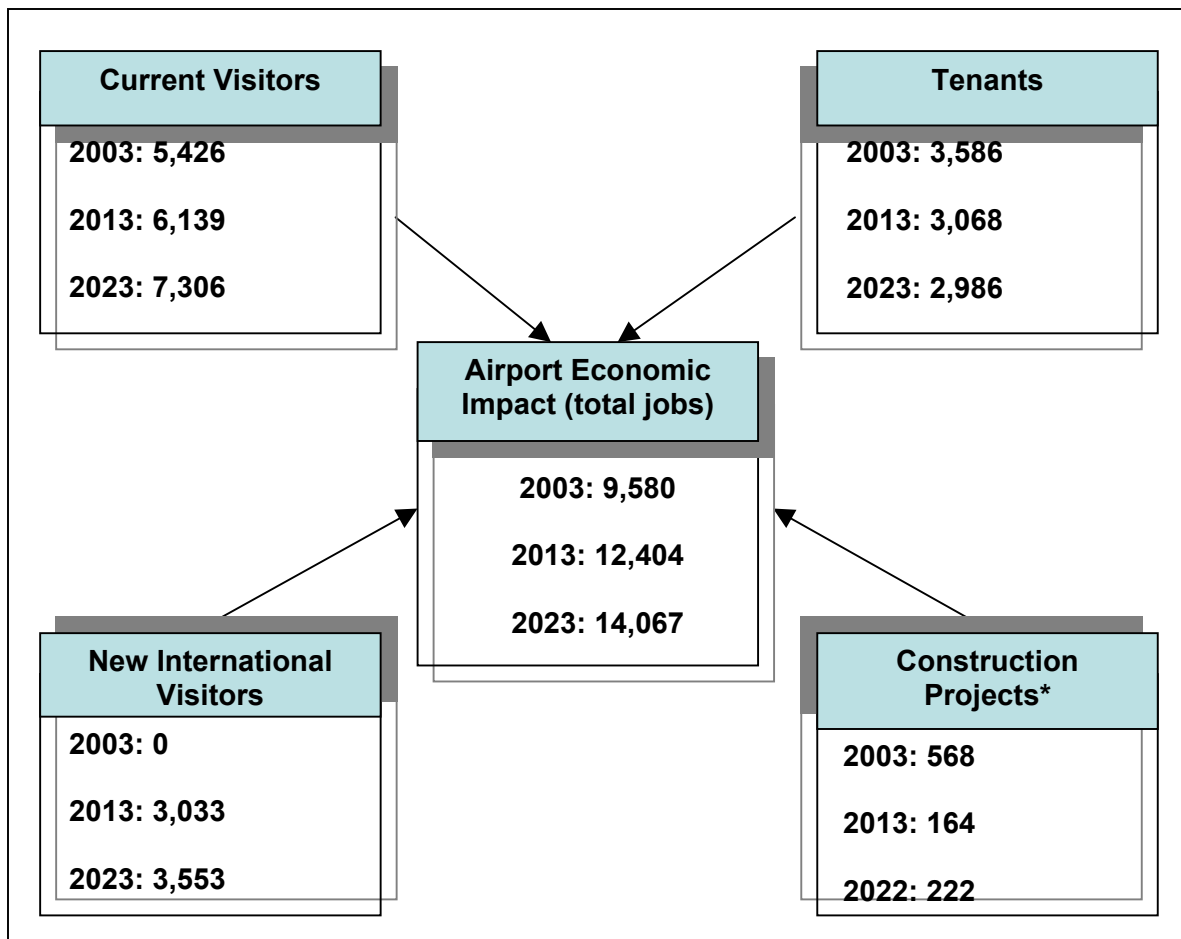 Current Visitors
2003: 5,426
2013: 6,139
2023: 7,306
Tenants
2003: 3,586
2013: 3,068
2023: 2,986
Airport Economic
Impact (total jobs)
2003: 9,580
2013: 12,404
2023: 14,067
New International
Visitors
2003: 0
2013: 3,033
2023: 3,553
Construction
Projects*
2003: 568
2013: 164
2022: 222